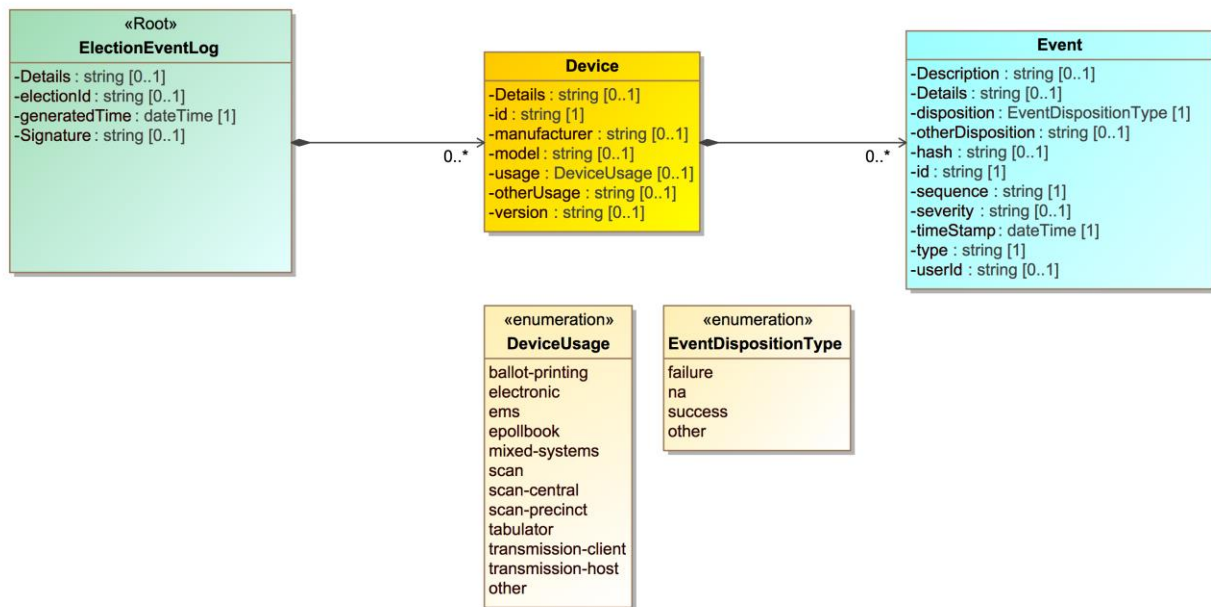 «Root»
ElectionEventLog
-Details : string [0..1]
-electionId : string [0..1]
-generatedTime : dateTime [1]
-Signature : string [0..1]
0..*
Device
-Details : string [0..1]
-id : string [1]
-manufacturer : string [0..1]
-model : string [0..1]
-usage : DeviceUsage [0..1]
-otherUsage : string [0..1]
-version : string [0..1]
0..*
Event
-Description : string [0..1]
-Details : string [0..1]
-disposition : EventDispositionType [1]
-otherDisposition : string [0..1]
-hash : string [0..1]
-id : string [1]
-sequence : string [1]
-severity : string [0..1]
-timeStamp : dateTime [1]
-type : string [1]
-userId : string [0..1]
«enumeration»
DeviceUsage
ballot-printing
electronic
ems
epollbook
mixed-systems
scan
scan-central
scan-precinct
tabulator
transmission-client
transmission-host
other
«enumeration»
EventDispositionType
failure
na
success
other